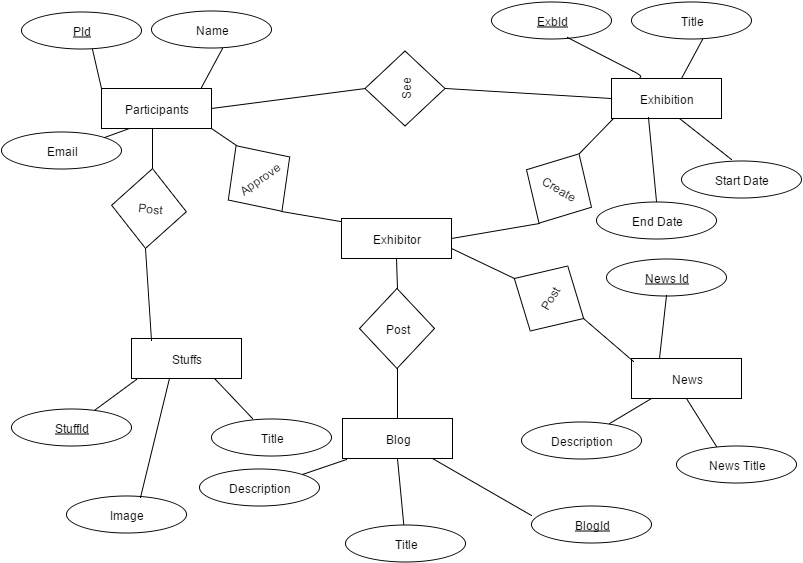 PId
Name
ExbId
Title
See
Participants
Exhibition
Email
Approve
Create
Start Date
Post
End Date
Exhibitor
News Id
Post
Post
Stuffs
News
StuffId
Title
Blog
Description
News Title
Description
Image
BlogId
Title